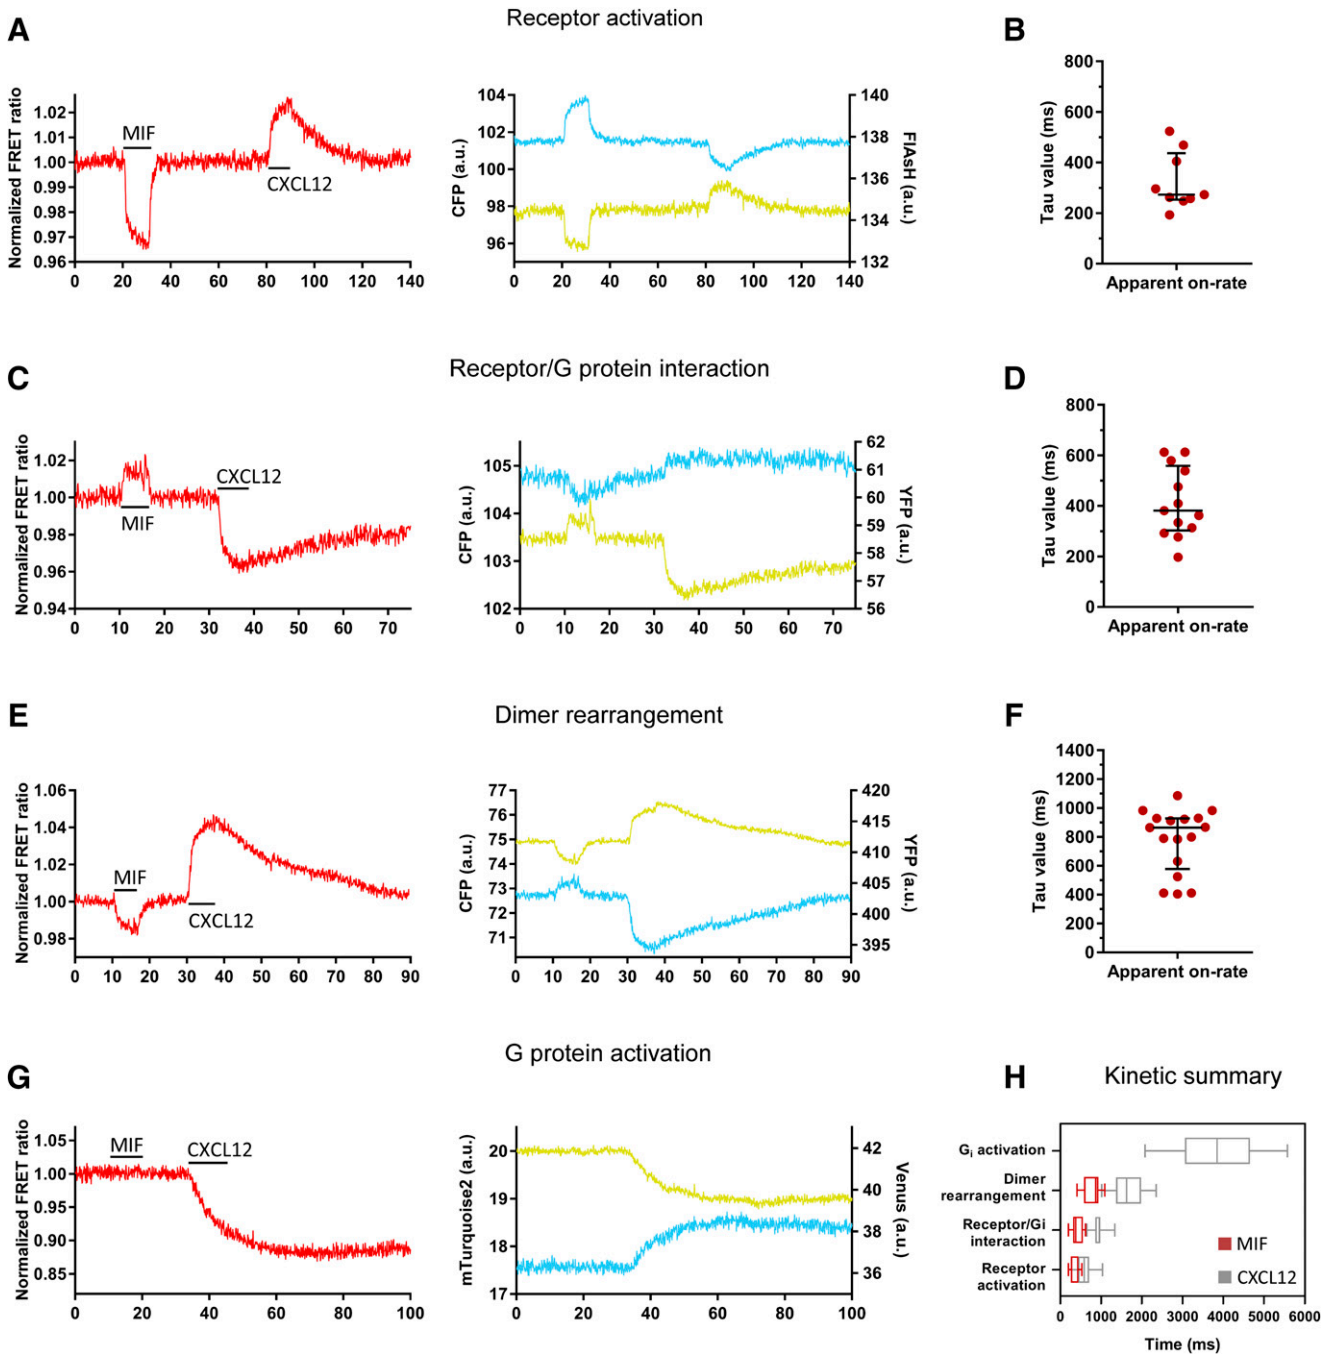 A
Receptor activation
B
Normalized FRET ratio
1.02
1.01
1.00
0.99
0.98
0.97
0.96
MIF
CXCL12
0 20 40 60 80 100 120 140
CFP (a.u.)
104
102
100
98
96
140
138
136
134
132
FlAsH (a.u.)
0 20 40 60 80 100 120 140
Tau value (ms)
800
600
400
200
0
Apparent on-rate
C
Receptor/G protein interaction
D
Normalized FRET ratio
1.02
1.00
0.98
0.96
0.94
MIF
CXCL12
0 10 20 30 40 50 60 70
CFP (a.u.)
105
104
103
102
62
61
60
59
58
57
56
YFP (a.u.)
0 10 20 30 40 50 60 70
Tau value (ms)
800
600
400
200
0
Apparent on-rate
E
Dimer rearrangement
F
Normalized FRET ratio
1.06
1.04
1.02
1.00
0.98
MIF
CXCL12
0 10 20 30 40 50 60 70 80 90
CFP (a.u.)
77
76
75
74
73
72
71
420
415
410
405
400
395
YFP (a.u.)
0 10 20 30 40 50 60 70 80 90
Tau value (ms)
1400
1200
1000
800
600
400
200
0
Apparent on-rate
G
G protein activation
H
Kinetic summary
Normalized FRET ratio
1.05
1.00
0.95
0.90
0.85
MIF
CXCL12
0 20 40 60 80 100
mTurquoise2 (a.u.)
20
19
18
17
42
40
38
36
Venus (a.u.)
0 20 40 60 80 100
Gᵢ activation
Dimer
rearrangement
Receptor/Gi
interaction
Receptor
activation
MIF
CXCL12
0 1000 2000 3000 4000 5000 6000
Time (ms)